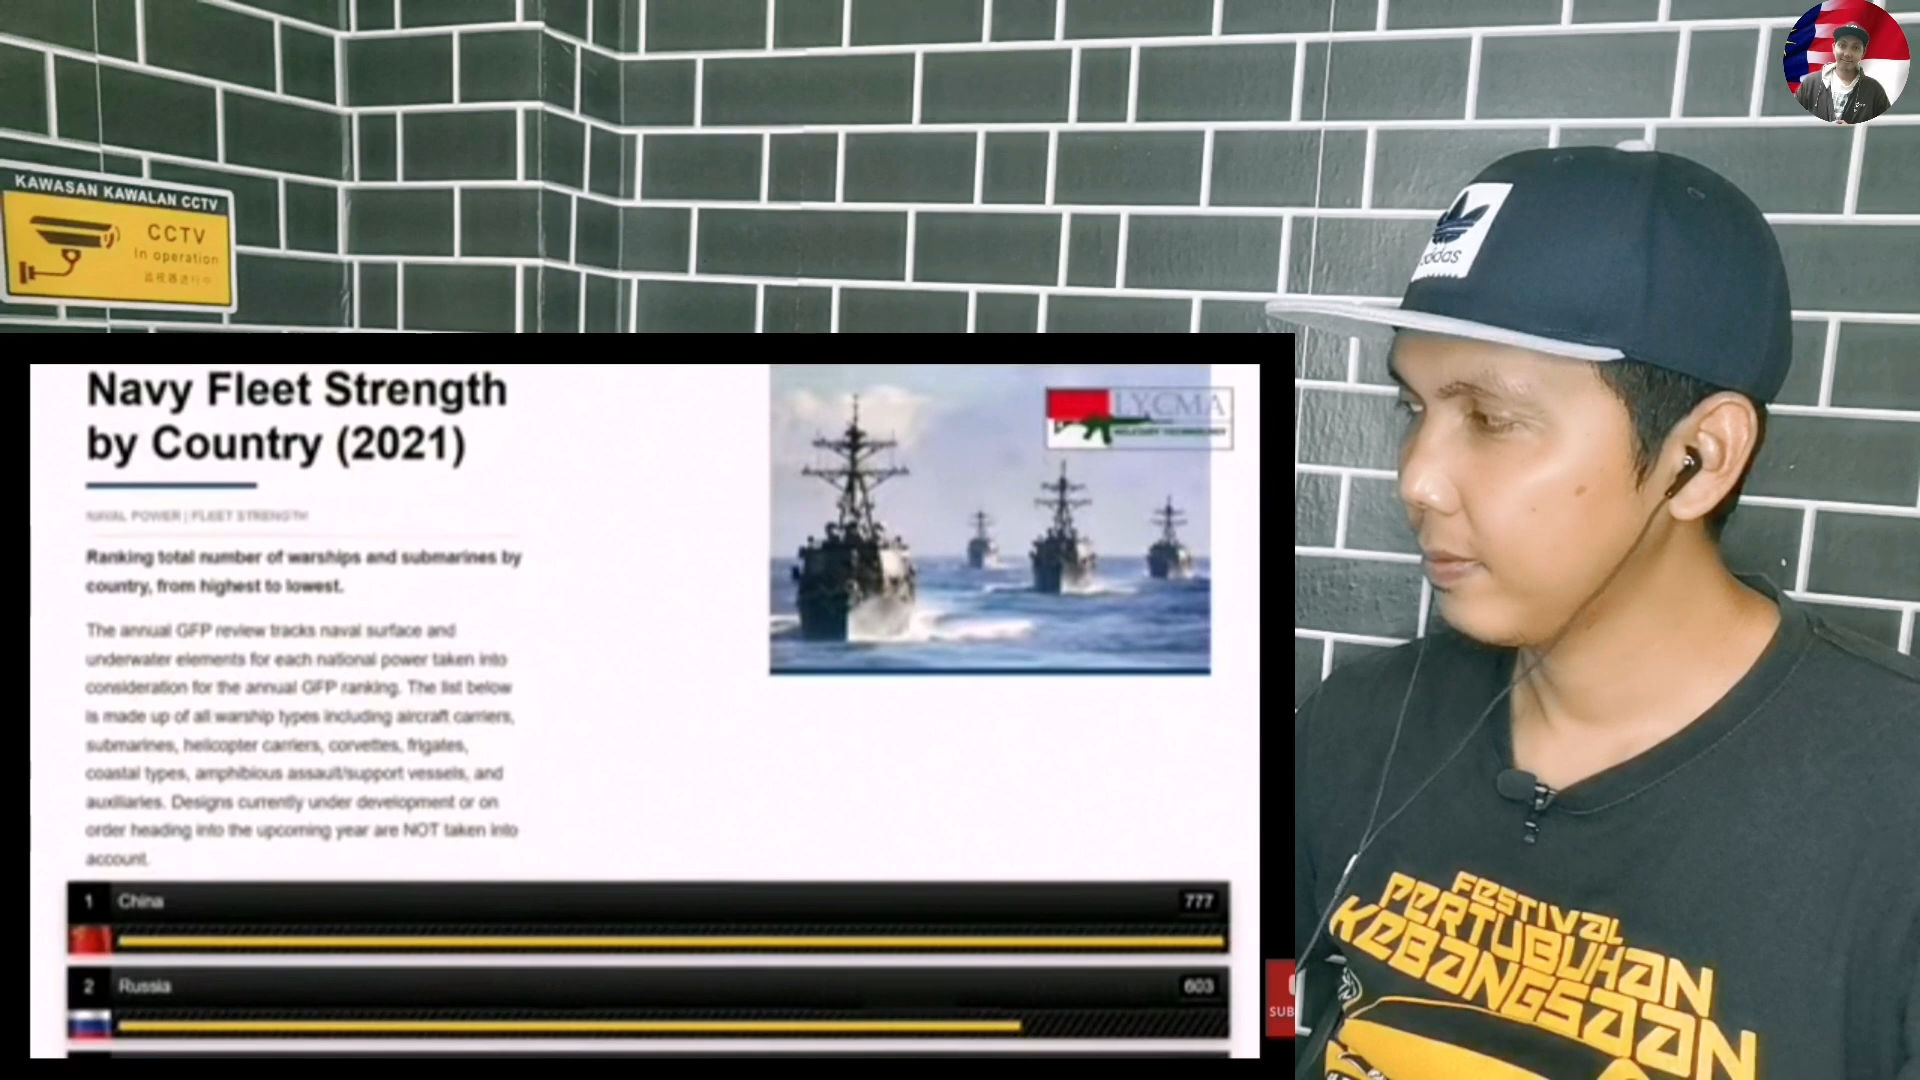 KAWASAN KAWALAN CCTV
CCTV
In operation
adidas
Navy Fleet Strength
by Country (2021)
NAVAL POWER | FLEET STRENGTH
Ranking total number of warships and submarines by
country, from highest to lowest.
The annual GFP review tracks naval surface and
underwater elements for each national power taken into
consideration for the annual GFP ranking. The list below
is made up of all warship types including aircraft carriers,
submarines, helicopter carriers, corvettes, frigates,
coastal types, amphibious assault/support vessels, and
auxiliaries. Designs currently under development or on
order heading into the upcoming year are NOT taken into
account.
LYCMA
MILITARY TECHNOLOGY
1 China 777
2 Russia 603
SUB
FESTIVAL
PERTUBUHAN
KEBANGSAAN